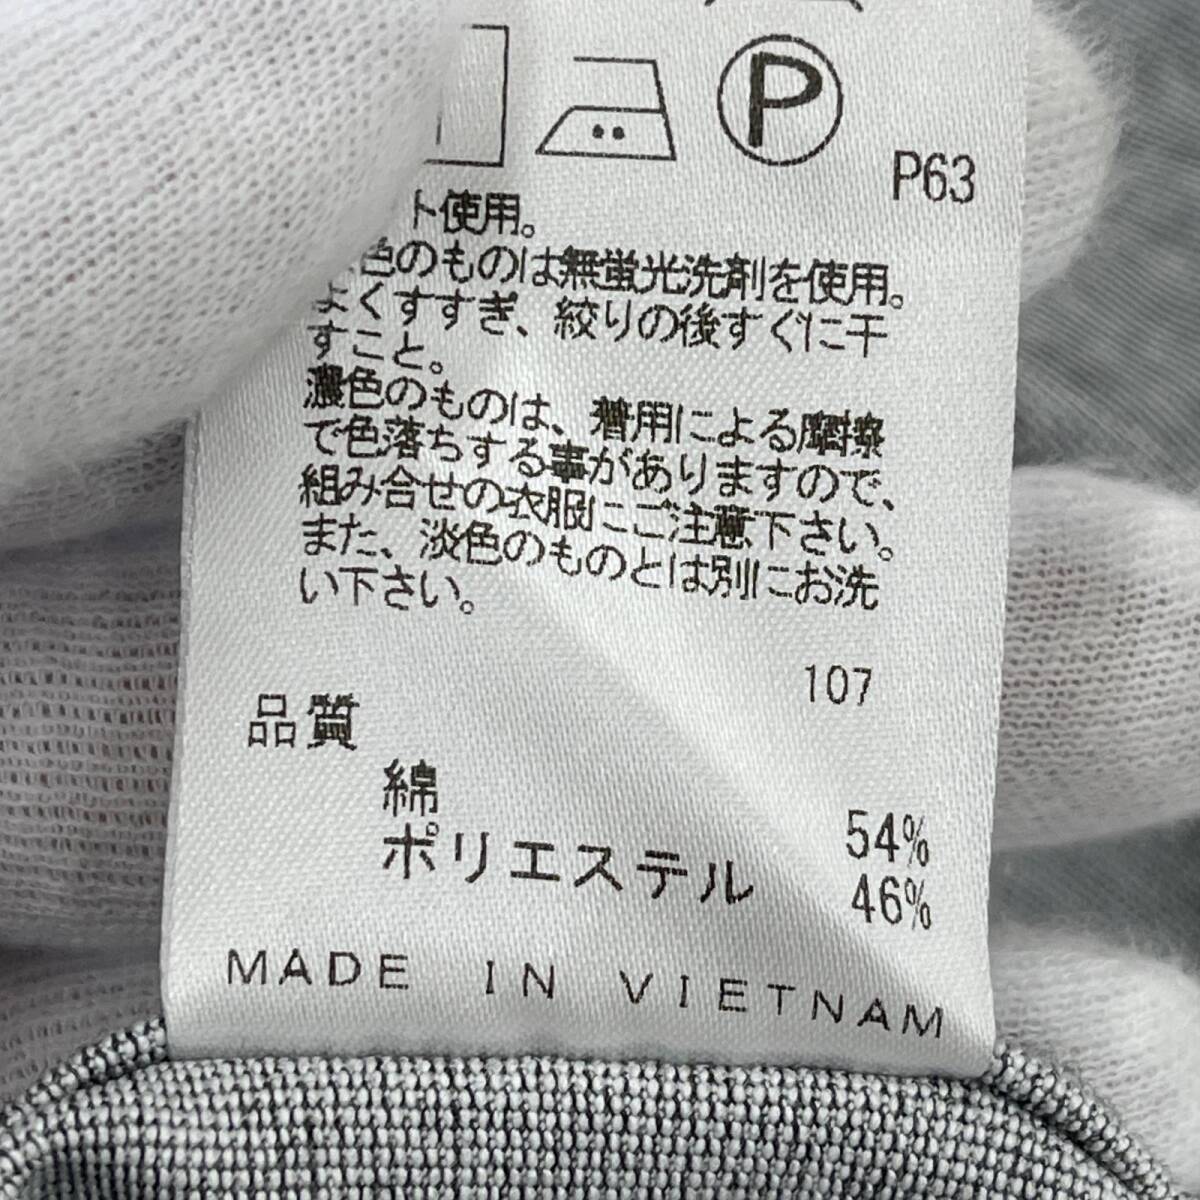 P
P63
ト使用。
色のものは無蛍光洗剤を使用。
よくすすぎ、絞りの後すぐに干
すこと。
濃色のものは、着用による摩擦
で色落ちする事がありますので、
組み合せの衣服にご注意下さい。
また、淡色のものとは別にお洗
い下さい。
107
品質
綿 54%
ポリエステル 46%
MADE IN VIETNAM